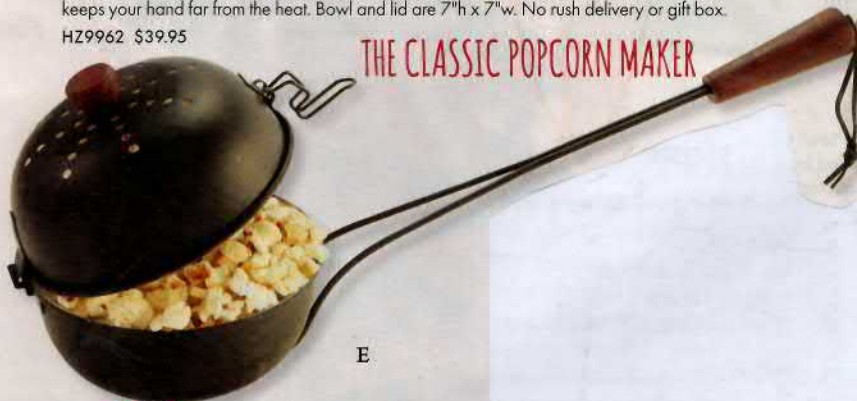 keeps your hand far from the heat. Bowl and lid are 7"h x 7"w. No rush delivery or gift box.
HZ9962 $39.95
THE CLASSIC POPCORN MAKER
E